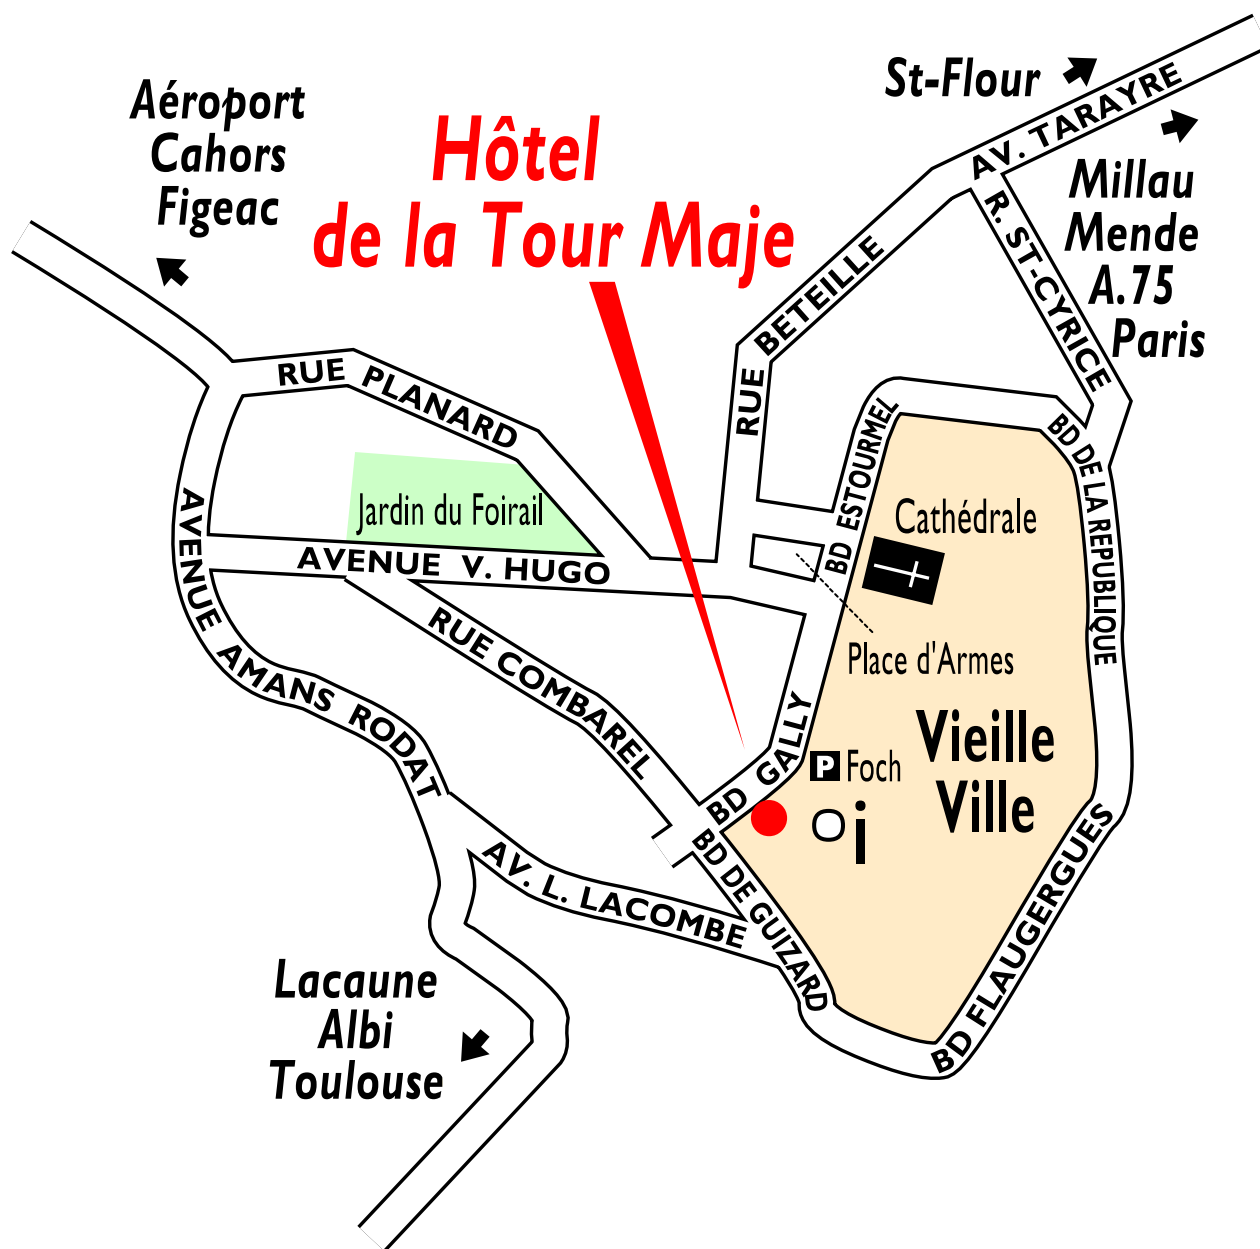 St-Flour
AV. TARAYRE
Aéroport
Cahors
Figeac
Hôtel
de la Tour Maje
Millau
Mende
A.75
Paris
R. ST-CYRICE
RUE BETEILLE
RUE PLANARD
BD ESTOURMEL
BD DE LA REPUBLIQUE
Jardin du Foirail
Cathédrale
AVENUE V. HUGO
AVENUE AMANS RODAT
RUE COMBAREL
Place d'Armes
BD GALLY
Vieille
Ville
P Foch
i
BD DE GUIZARD
AV. L. LACOMBE
BD FLAUGERGUES
Lacaune
Albi
Toulouse